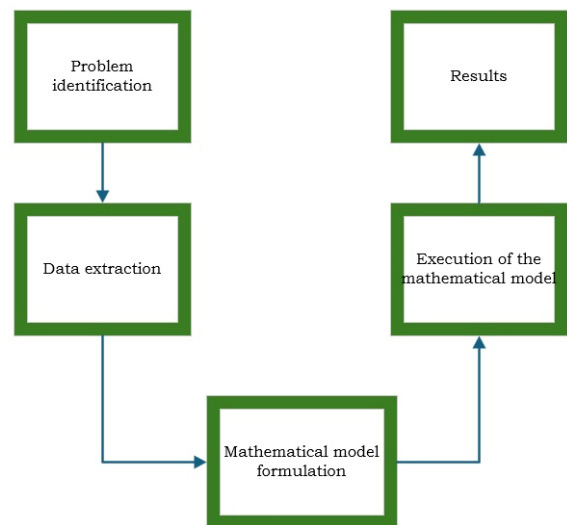 Problem
identification
Data extraction
Mathematical model
formulation
Execution of the
mathematical model
Results